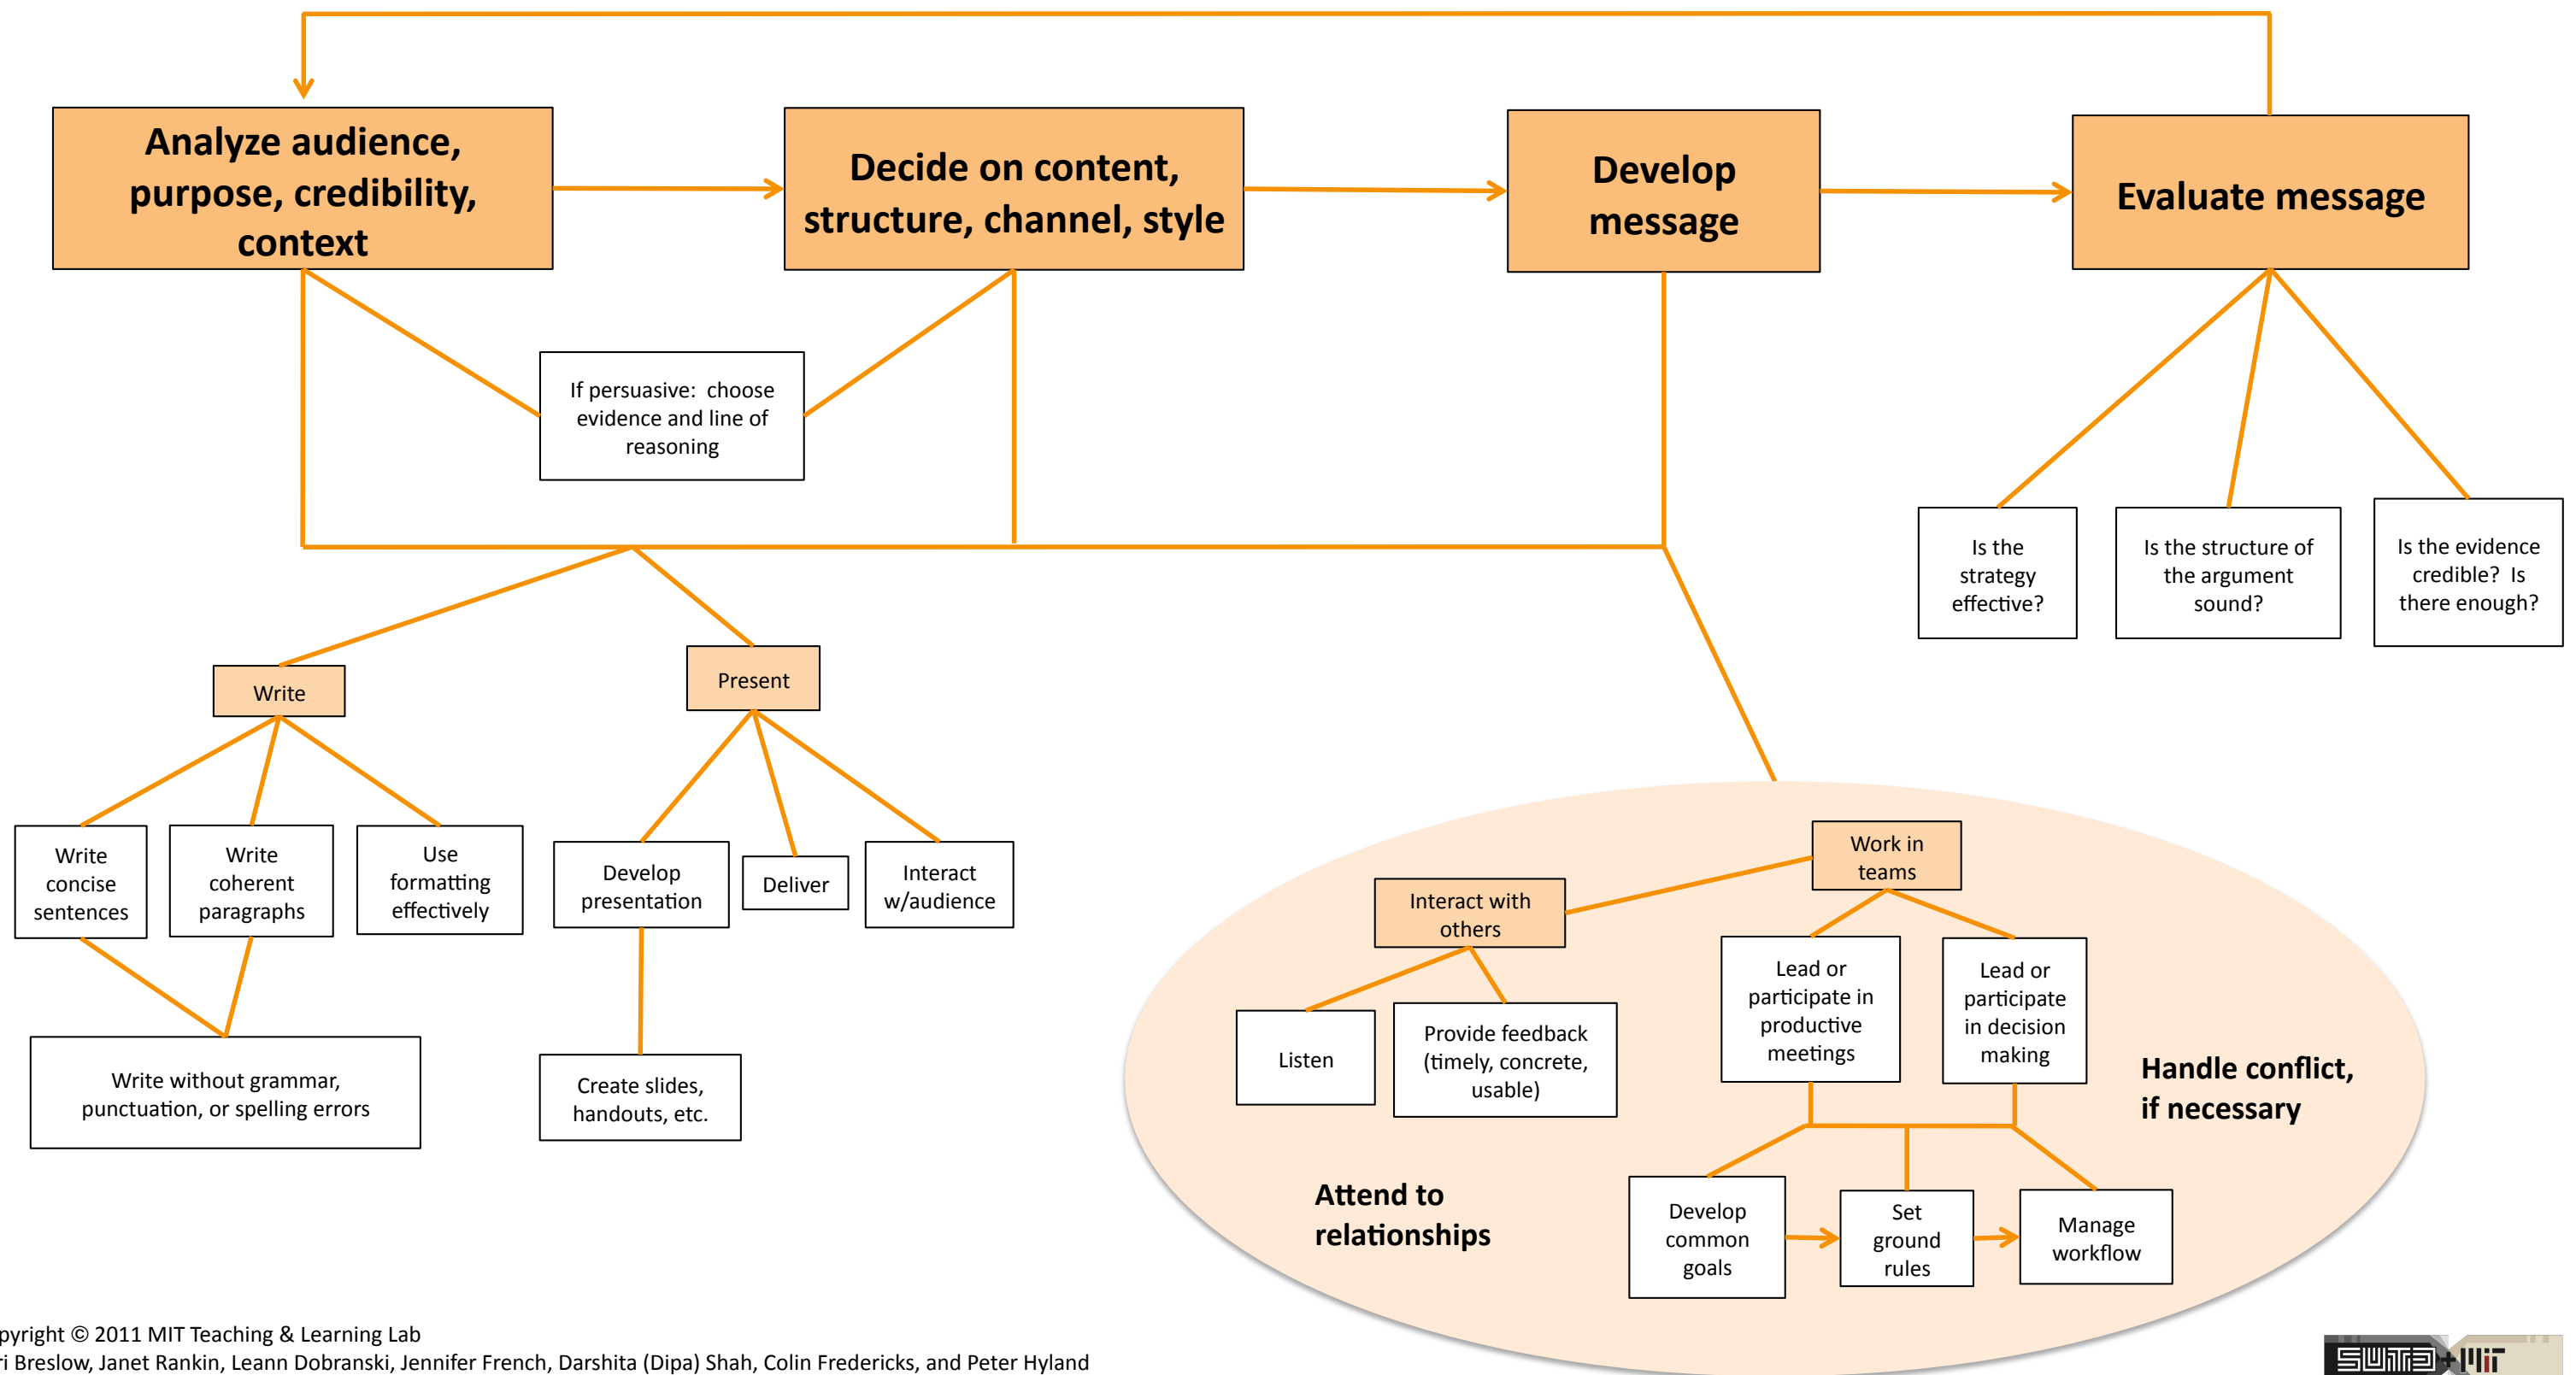 Analyze audience,
purpose, credibility,
context
Decide on content,
structure, channel, style
Develop
message
Evaluate message
If persuasive: choose
evidence and line of
reasoning
Is the
strategy
effective?
Is the structure of
the argument
sound?
Is the evidence
credible? Is
there enough?
Write
Present
Write
concise
sentences
Write
coherent
paragraphs
Use
formatting
effectively
Develop
presentation
Deliver
Interact
w/audience
Write without grammar,
punctuation, or spelling errors
Create slides,
handouts, etc.
Work in
teams
Interact with
others
Listen
Provide feedback
(timely, concrete,
usable)
Lead or
participate in
productive
meetings
Lead or
participate
in decision
making
Handle conflict,
if necessary
Attend to
relationships
Develop
common
goals
Set
ground
rules
Manage
workflow
pyright © 2011 MIT Teaching & Learning Lab
ri Breslow, Janet Rankin, Leann Dobranski, Jennifer French, Darshita (Dipa) Shah, Colin Fredericks, and Peter Hyland
SUTD+MIT